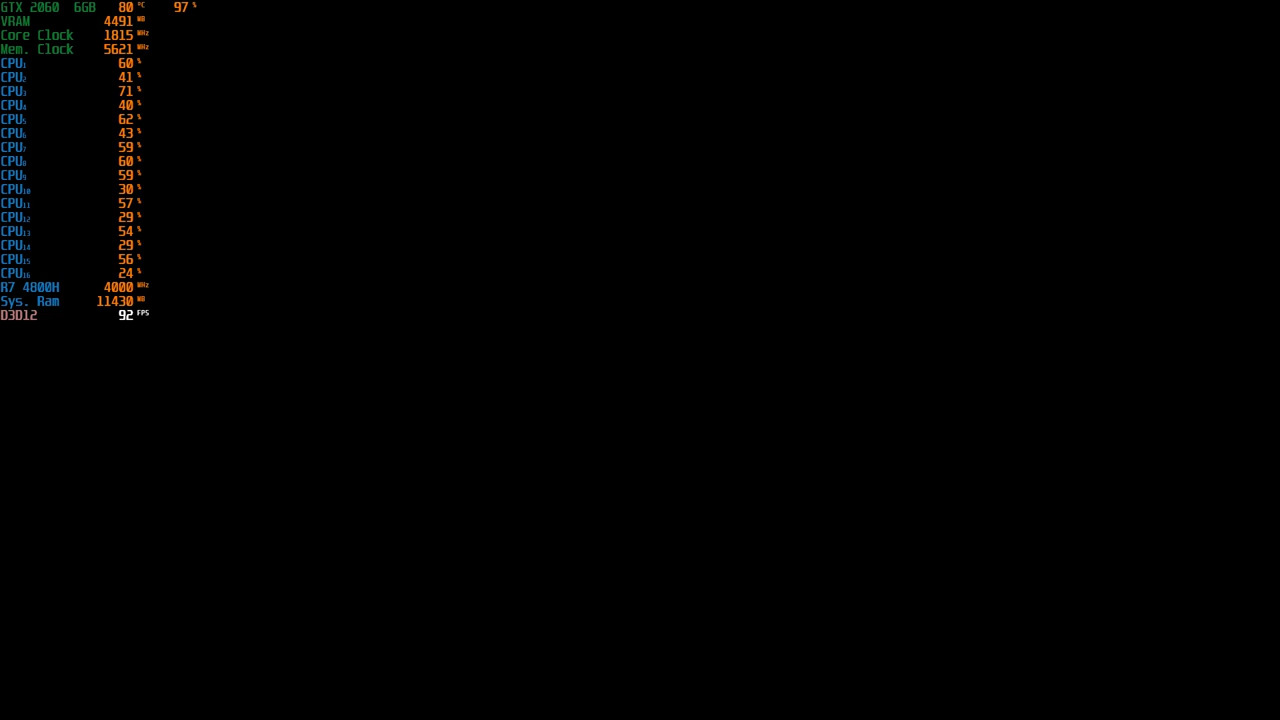 GTX 2060 6GB 80 °C 97 %
VRAM 4491 MB
Core Clock 1815 MHz
Mem. Clock 5621 MHz
CPU1 60 %
CPU2 41 %
CPU3 71 %
CPU4 40 %
CPU5 62 %
CPU6 43 %
CPU7 59 %
CPU8 60 %
CPU9 59 %
CPU10 30 %
CPU11 57 %
CPU12 29 %
CPU13 54 %
CPU14 29 %
CPU15 56 %
CPU16 24 %
R7 4800H 4000 MHz
Sys. Ram 11430 MB
D3D12 92 FPS